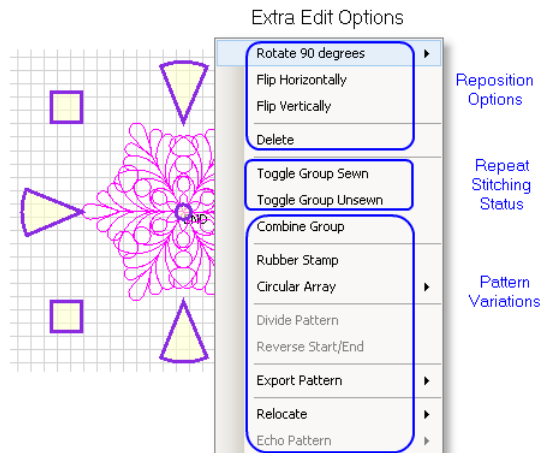 Extra Edit Options
Rotate 90 degrees
Flip Horizontally
Flip Vertically
Delete
Reposition
Options
Toggle Group Sewn
Toggle Group Unsewn
Repeat
Stitching
Status
Combine Group
Rubber Stamp
Circular Array
Divide Pattern
Reverse Start/End
Export Pattern
Relocate
Echo Pattern
Pattern
Variations
END